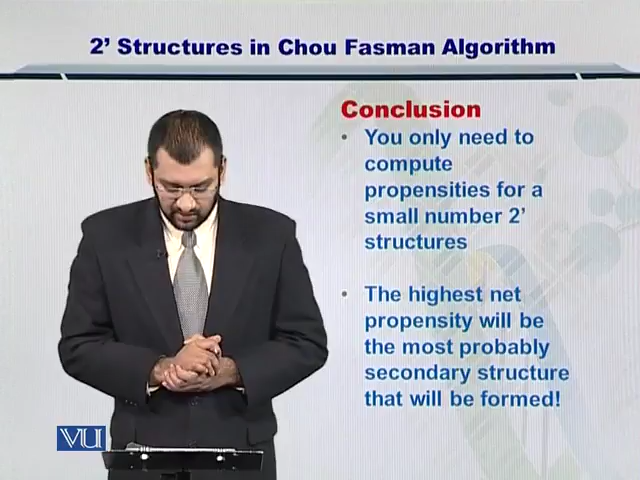 2' Structures in Chou Fasman Algorithm
Conclusion
• You only need to
compute
propensities for a
small number 2'
structures
• The highest net
propensity will be
the most probably
secondary structure
that will be formed!
VU